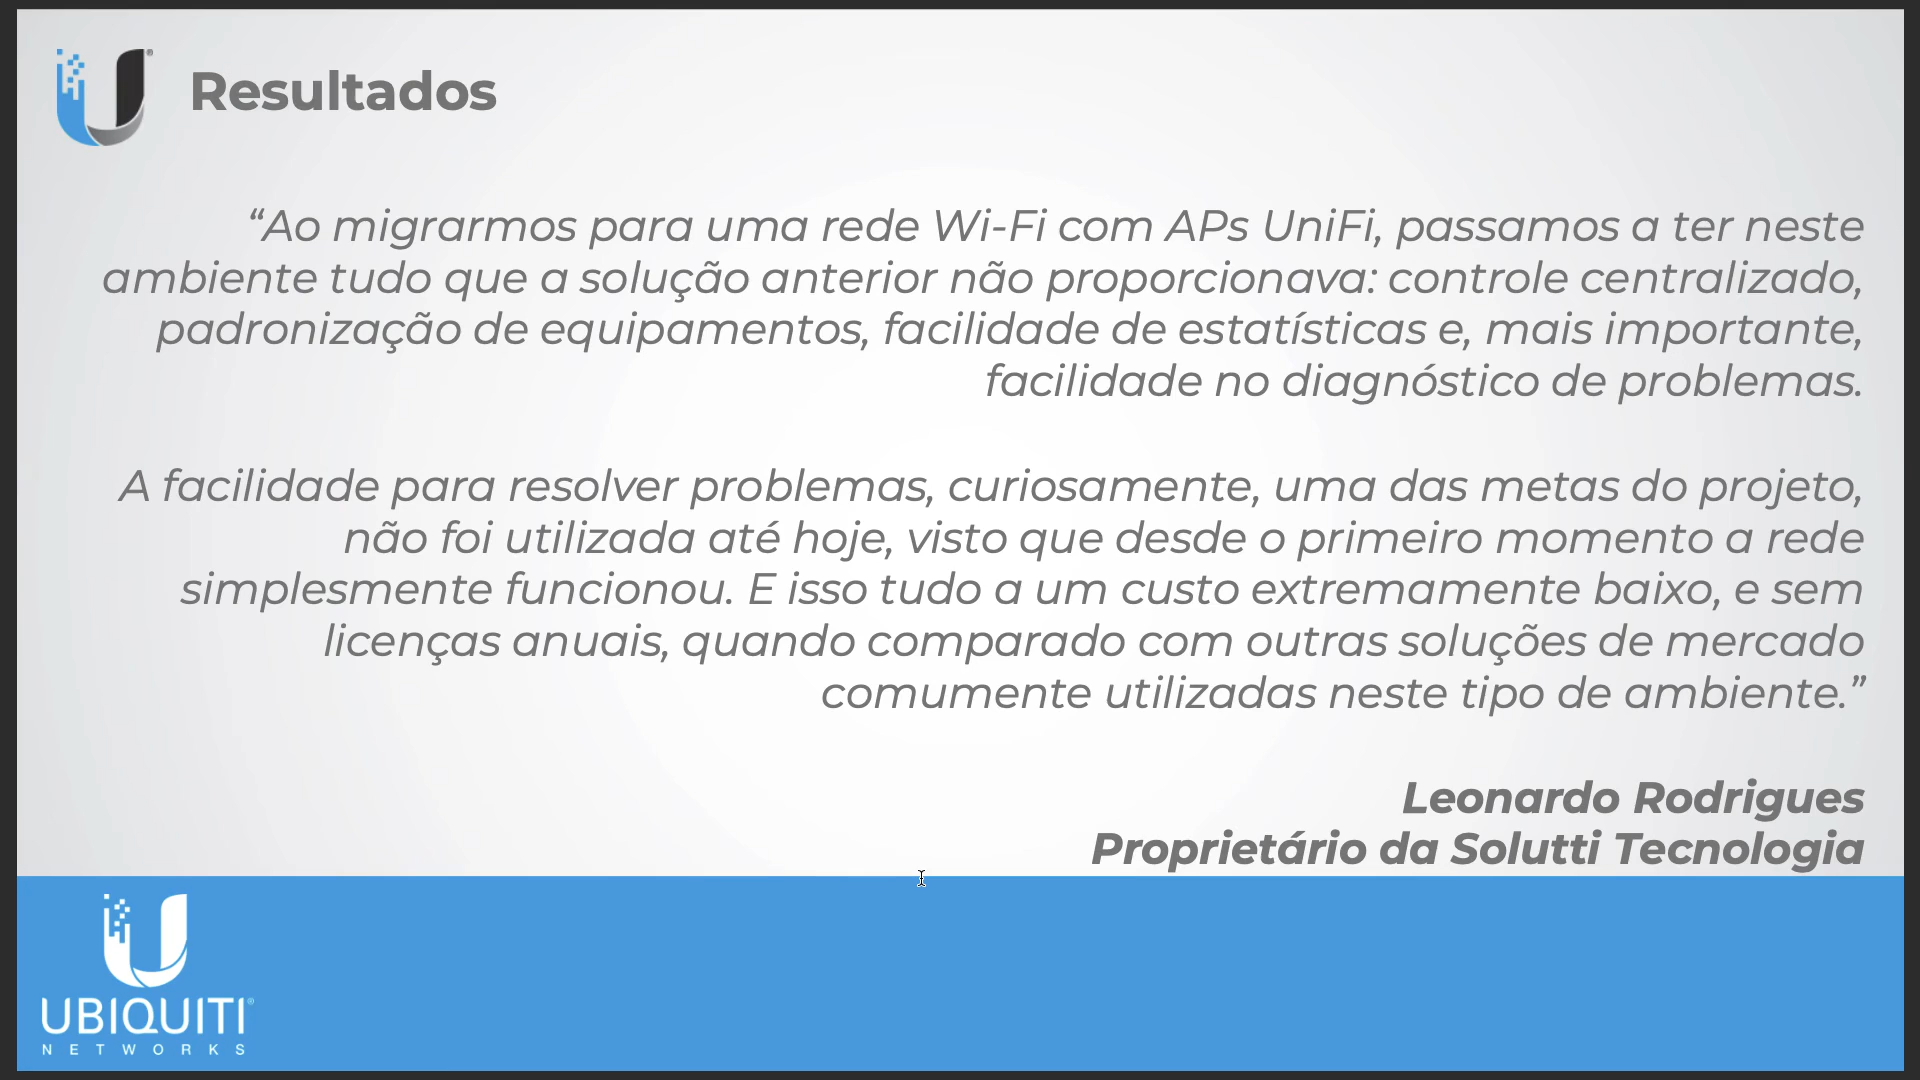 Resultados
“Ao migrarmos para uma rede Wi-Fi com APs UniFi, passamos a ter neste
ambiente tudo que a solução anterior não proporcionava: controle centralizado,
padronização de equipamentos, facilidade de estatísticas e, mais importante,
facilidade no diagnóstico de problemas.
A facilidade para resolver problemas, curiosamente, uma das metas do projeto,
não foi utilizada até hoje, visto que desde o primeiro momento a rede
simplesmente funcionou. E isso tudo a um custo extremamente baixo, e sem
licenças anuais, quando comparado com outras soluções de mercado
comumente utilizadas neste tipo de ambiente.”
Leonardo Rodrigues
Proprietário da Solutti Tecnologia
UBIQUITI®
NETWORKS